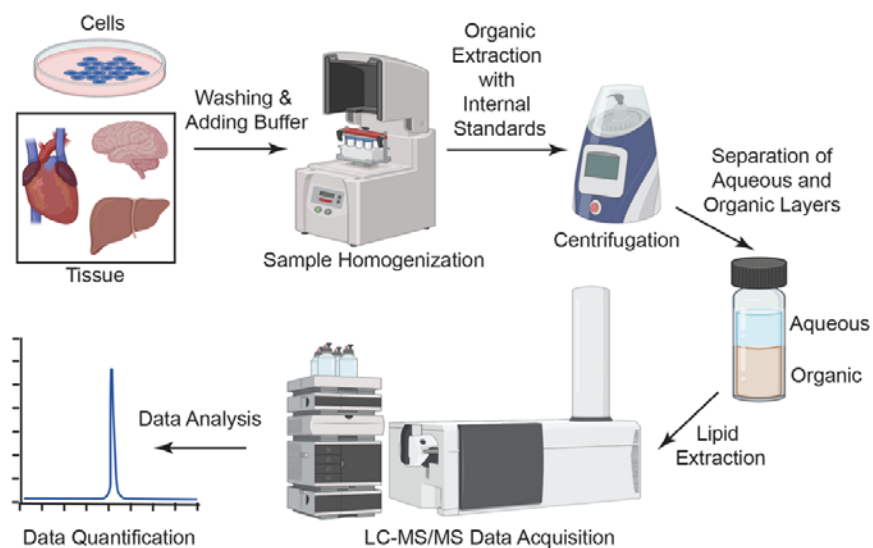 Cells
Tissue
Washing &
Adding Buffer
Sample Homogenization
Organic
Extraction
with
Internal
Standards
Centrifugation
Separation of
Aqueous and
Organic Layers
Aqueous
Organic
Lipid
Extraction
LC-MS/MS Data Acquisition
Data Analysis
Data Quantification